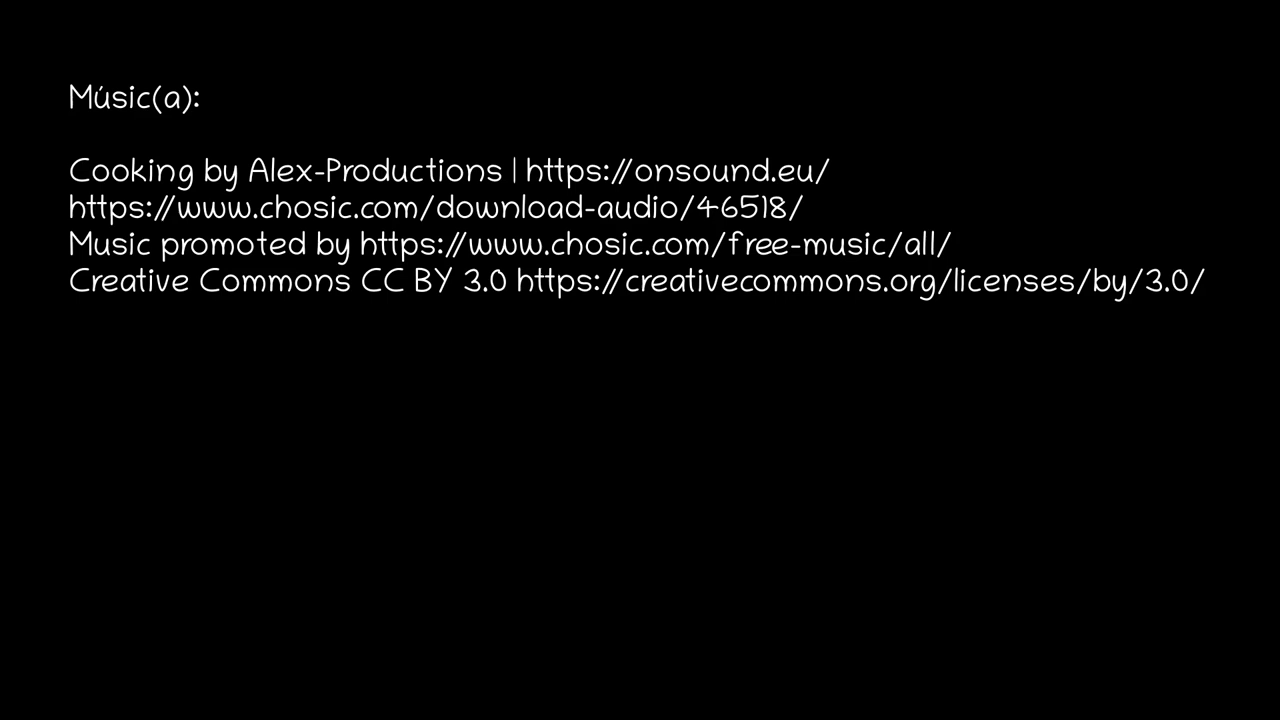 Músic(a):
Cooking by Alex-Productions | https://onsound.eu/
https://www.chosic.com/download-audio/46518/
Music promoted by https://www.chosic.com/free-music/all/
Creative Commons CC BY 3.0 https://creativecommons.org/licenses/by/3.0/